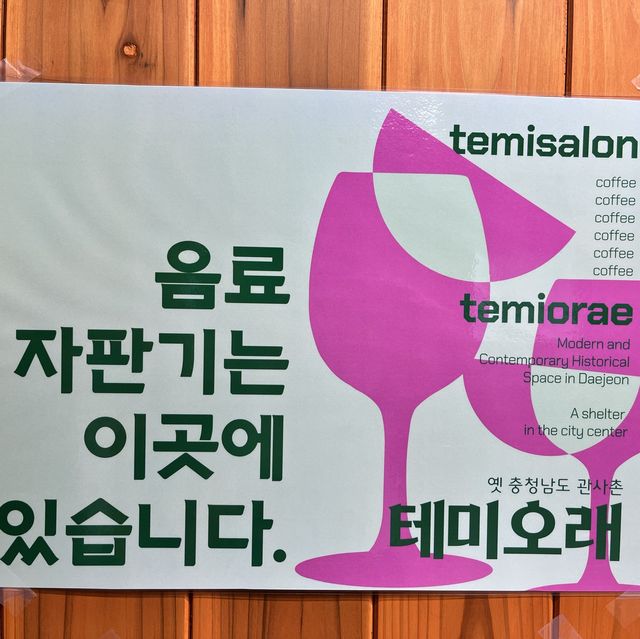 음료
자판기는
이곳에
있습니다.
temisalon
coffee
coffee
coffee
coffee
coffee
coffee
temiorae
Modern and
Contemporary Historical
Space in Daejeon
A shelter
in the city center
옛 충청남도 관사촌
테미오래